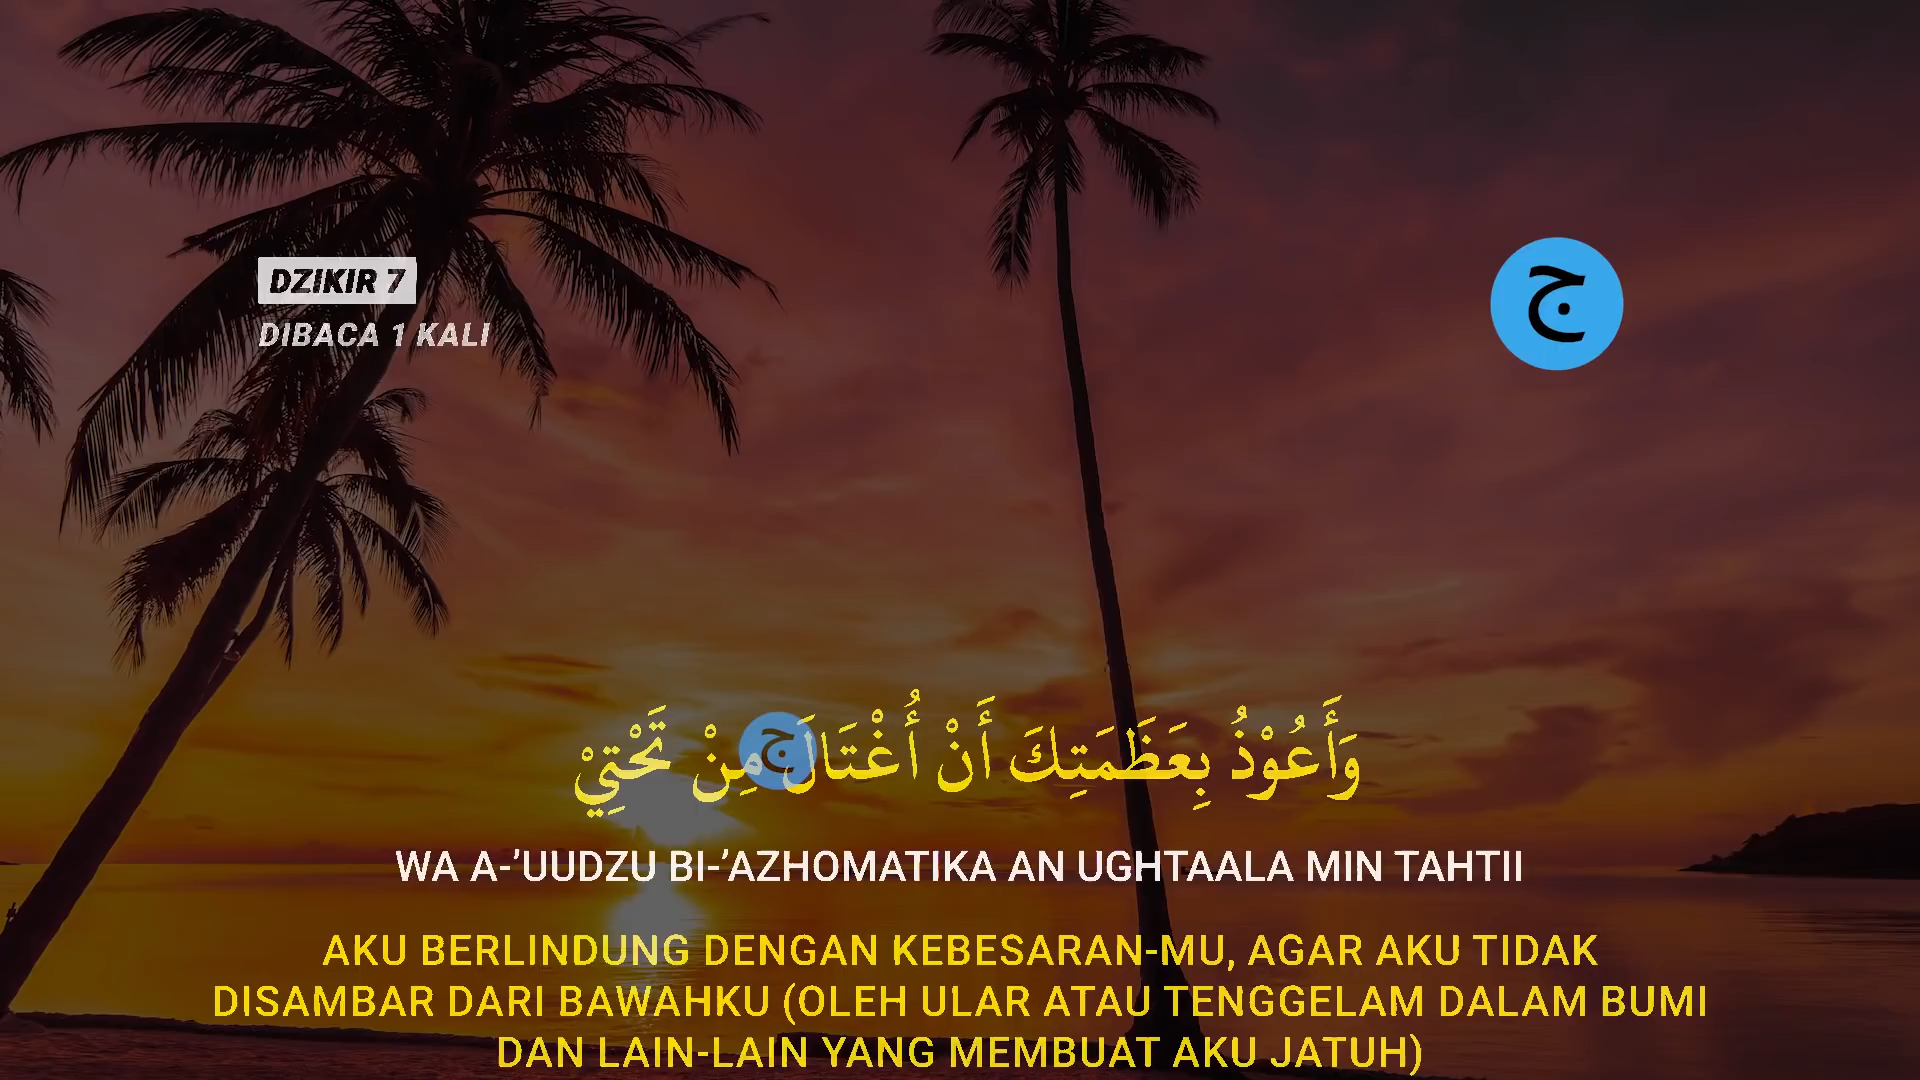 DZIKIR 7
DIBACA 1 KALI
ج
وَأَعُوْذُ بِعَظَمَتِكَ أَنْ أُغْتَالَ مِنْ تَحْتِيْ
ج
WA A-’UUDZU BI-’AZHOMATIKA AN UGHTAALA MIN TAHTII
AKU BERLINDUNG DENGAN KEBESARAN-MU, AGAR AKU TIDAK
DISAMBAR DARI BAWAHKU (OLEH ULAR ATAU TENGGELAM DALAM BUMI
DAN LAIN-LAIN YANG MEMBUAT AKU JATUH)